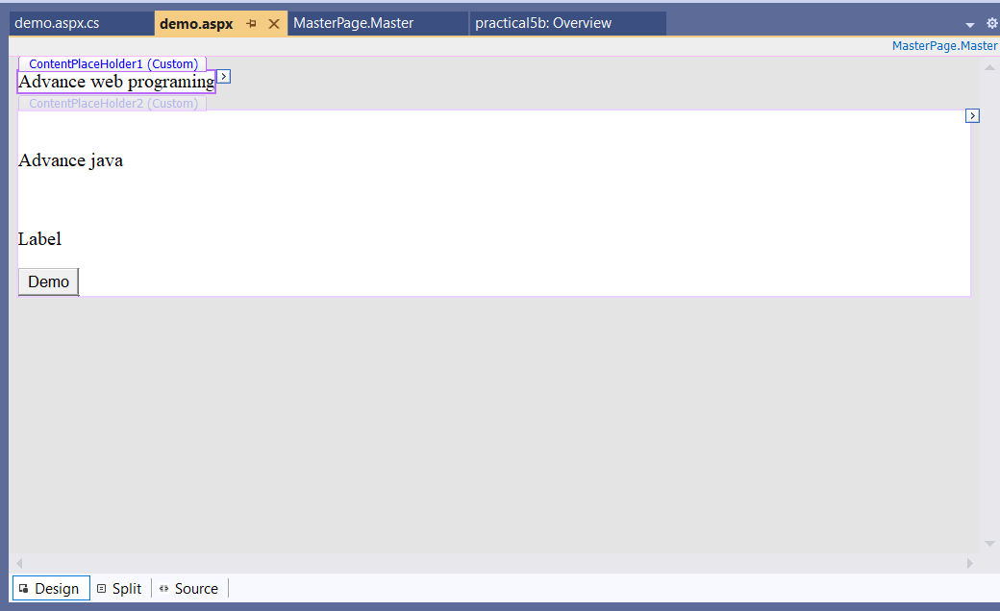 demo.aspx.cs
demo.aspx
MasterPage.Master
practical5b: Overview
MasterPage.Master
ContentPlaceHolder1 (Custom)
Advance web programing
ContentPlaceHolder2 (Custom)
Advance java
Label
Demo
Design
Split
Source